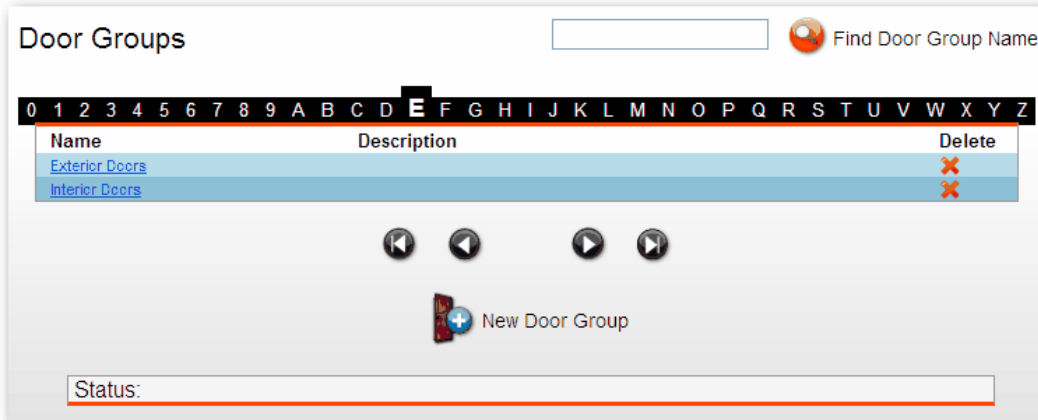 Door Groups
Find Door Group Name
0 1 2 3 4 5 6 7 8 9 A B C D E F G H I J K L M N O P Q R S T U V W X Y Z
Name Description Delete
Exterior Doors
Interior Doors
New Door Group
Status: